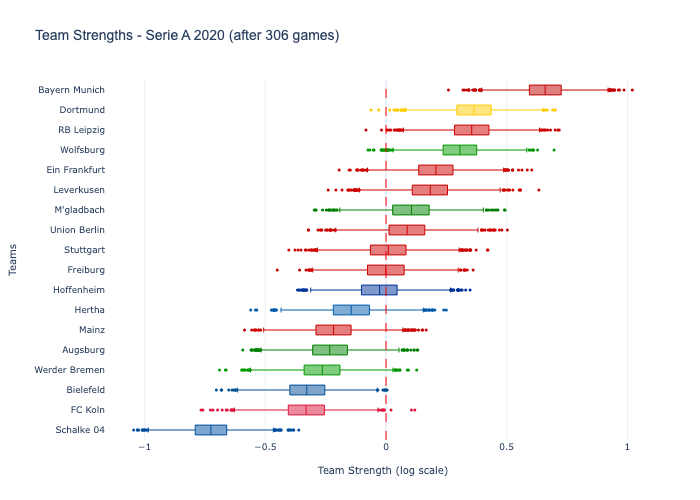 Team Strengths - Serie A 2020 (after 306 games)
Bayern Munich
Dortmund
RB Leipzig
Wolfsburg
Ein Frankfurt
Leverkusen
M'gladbach
Union Berlin
Stuttgart
Freiburg
Hoffenheim
Hertha
Mainz
Augsburg
Werder Bremen
Bielefeld
FC Koln
Schalke 04
Teams
−1
−0.5
0
0.5
1
Team Strength (log scale)